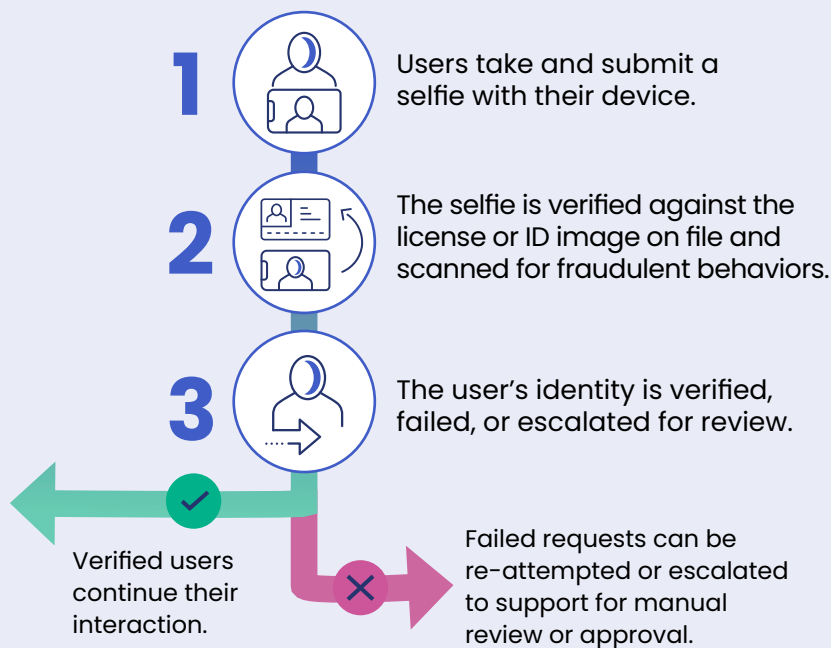 1
Users take and submit a
selfie with their device.
2
The selfie is verified against the
license or ID image on file and
scanned for fraudulent behaviors.
3
The user’s identity is verified,
failed, or escalated for review.
Verified users
continue their
interaction.
Failed requests can be
re-attempted or escalated
to support for manual
review or approval.